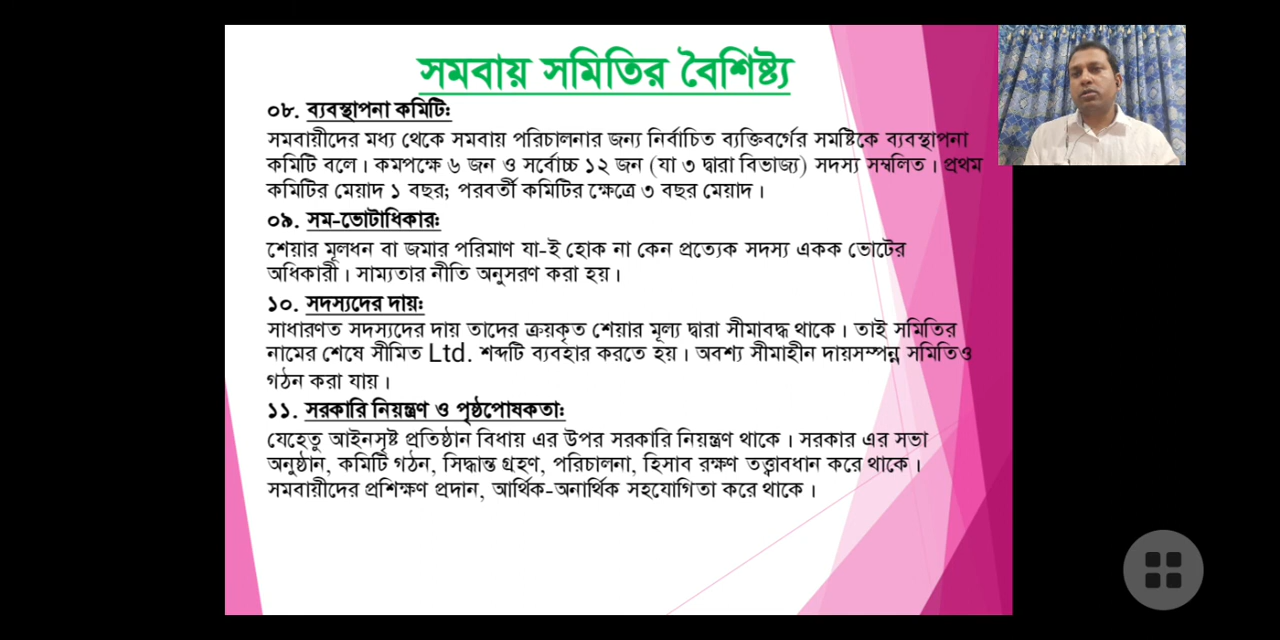 সমবায় সমিতির বৈশিষ্ট্য
০৮. ব্যবস্থাপনা কমিটিঃ
সমবায়ীদের মধ্য থেকে সমবায় পরিচালনার জন্য নির্বাচিত ব্যক্তিবর্গের সমষ্টিকে ব্যবস্থাপনা
কমিটি বলে। কমপক্ষে ৬ জন ও সর্বোচ্চ ১২ জন (যা ৩ দ্বারা বিভাজ্য) সদস্য সম্বলিত। প্রথম
কমিটির মেয়াদ ১ বছর; পরবর্তী কমিটির ক্ষেত্রে ৩ বছর মেয়াদ।
০৯. সম-ভোটাধিকারঃ
শেয়ার মূলধন বা জমার পরিমাণ যা-ই হোক না কেন প্রত্যেক সদস্য একক ভোটের
অধিকারী। সাম্যতার নীতি অনুসরণ করা হয়।
১০. সদস্যদের দায়ঃ
সাধারণত সদস্যদের দায় তাদের ক্রয়কৃত শেয়ার মূল্য দ্বারা সীমাবদ্ধ থাকে। তাই সমিতির
নামের শেষে সীমিত Ltd. শব্দটি ব্যবহার করতে হয়। অবশ্য সীমাহীন দায়সম্পন্ন সমিতিও
গঠন করা যায়।
১১. সরকারি নিয়ন্ত্রণ ও পৃষ্ঠপোষকতাঃ
যেহেতু আইনসৃষ্ট প্রতিষ্ঠান বিধায় এর উপর সরকারি নিয়ন্ত্রণ থাকে। সরকার এর সভা
অনুষ্ঠান, কমিটি গঠন, সিদ্ধান্ত গ্রহণ, পরিচালনা, হিসাব রক্ষণ তত্ত্বাবধান করে থাকে।
সমবায়ীদের প্রশিক্ষণ প্রদান, আর্থিক-অনার্থিক সহযোগিতা করে থাকে।